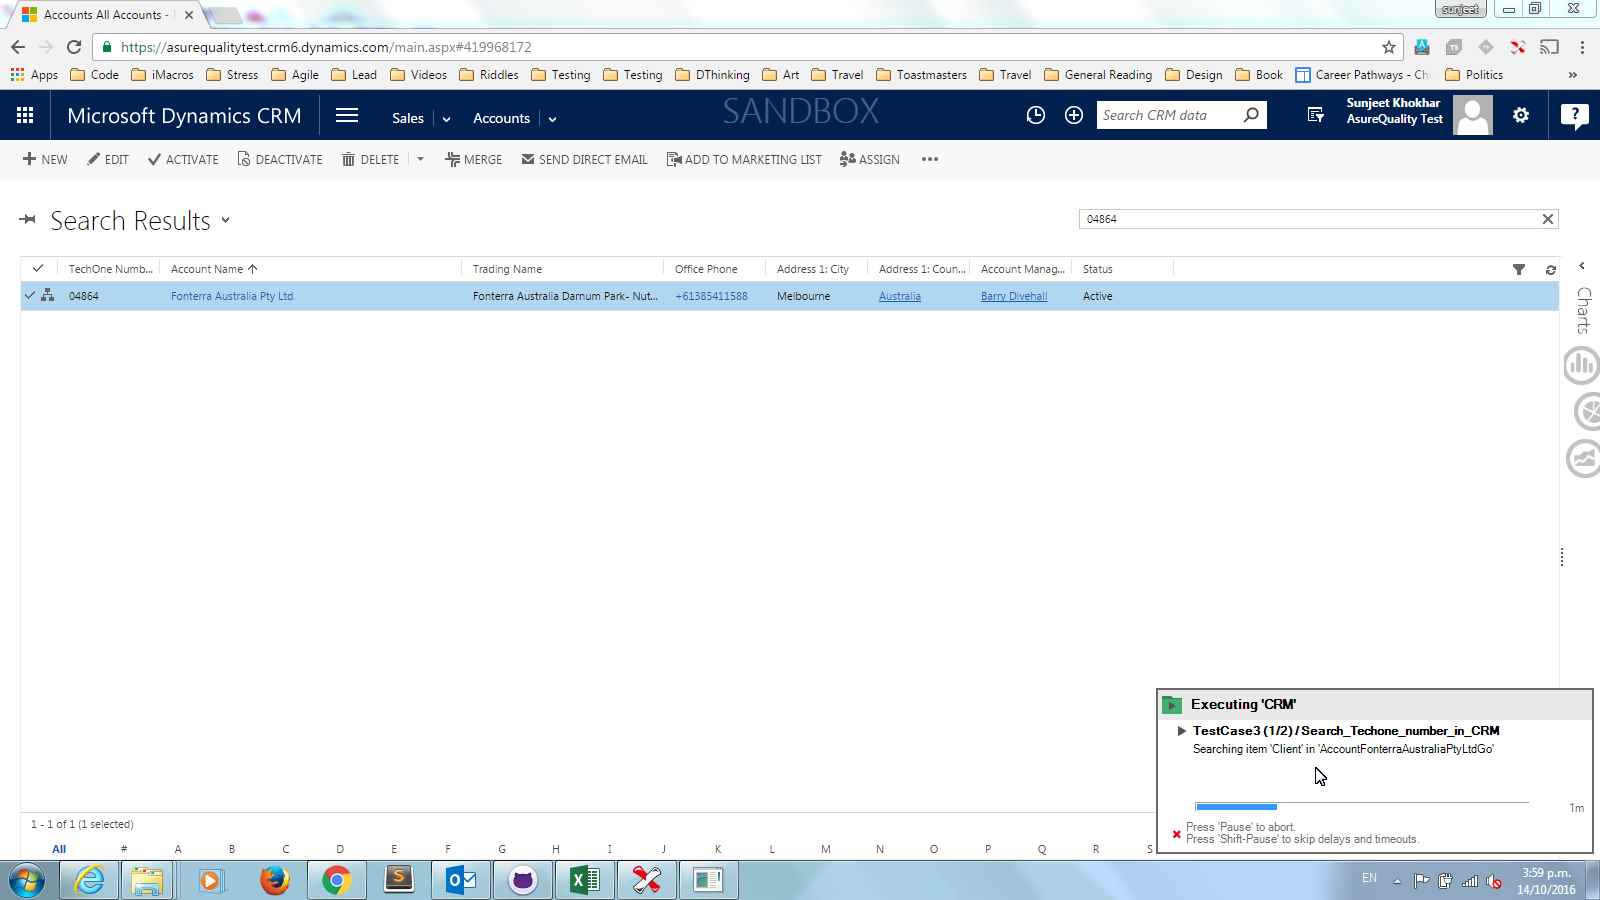 Accounts All Accounts -
sunjeet
https://asurequalitytest.crm6.dynamics.com/main.aspx#419968172
Apps Code iMacros Stress Agile Lead Videos Riddles Testing Testing DThinking Art Travel Toastmasters Travel General Reading Design Book Career Pathways - Ch Politics »
Microsoft Dynamics CRM Sales Accounts SANDBOX Search CRM data Sunjeet Khokhar
AsureQuality Test
?
NEW EDIT ACTIVATE DEACTIVATE DELETE MERGE SEND DIRECT EMAIL ADD TO MARKETING LIST ASSIGN •••
Search Results 04864
TechOne Numb... Account Name Trading Name Office Phone Address 1: City Address 1: Coun... Account Manag... Status
04864 Fonterra Australia Pty Ltd Fonterra Australia Darnum Park- Nut... +61385411588 Melbourne Australia Barry Divehall Active
Charts
Executing 'CRM'
TestCase3 (1/2) / Search_Techone_number_in_CRM
Searching item 'Client' in 'AccountFonterraAustraliaPtyLtdGo'
1m
Press 'Pause' to abort.
Press 'Shift-Pause' to skip delays and timeouts.
1 - 1 of 1 (1 selected)
All # A B C D E F G H I J K L M N O P Q R S
EN 3:59 p.m.
14/10/2016